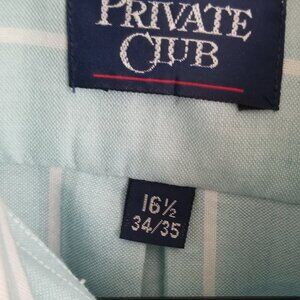 PRIVATE
CLUB
16½
34/35